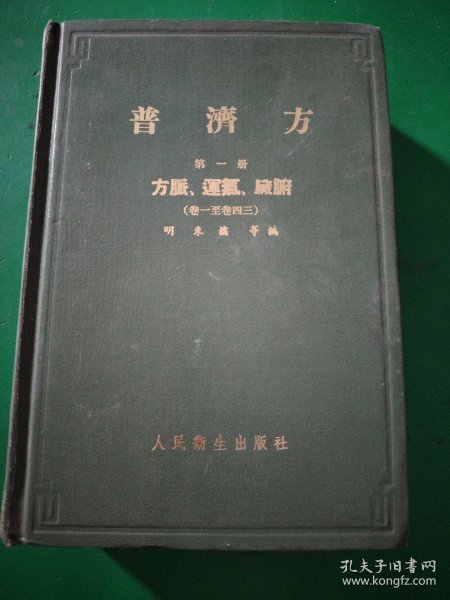 普濟方
第一册
方脈、運氣、臟腑
(卷一至卷四三)
明 朱橚 等編
人民衛生出版社
孔夫子旧书网
www.kongfz.com